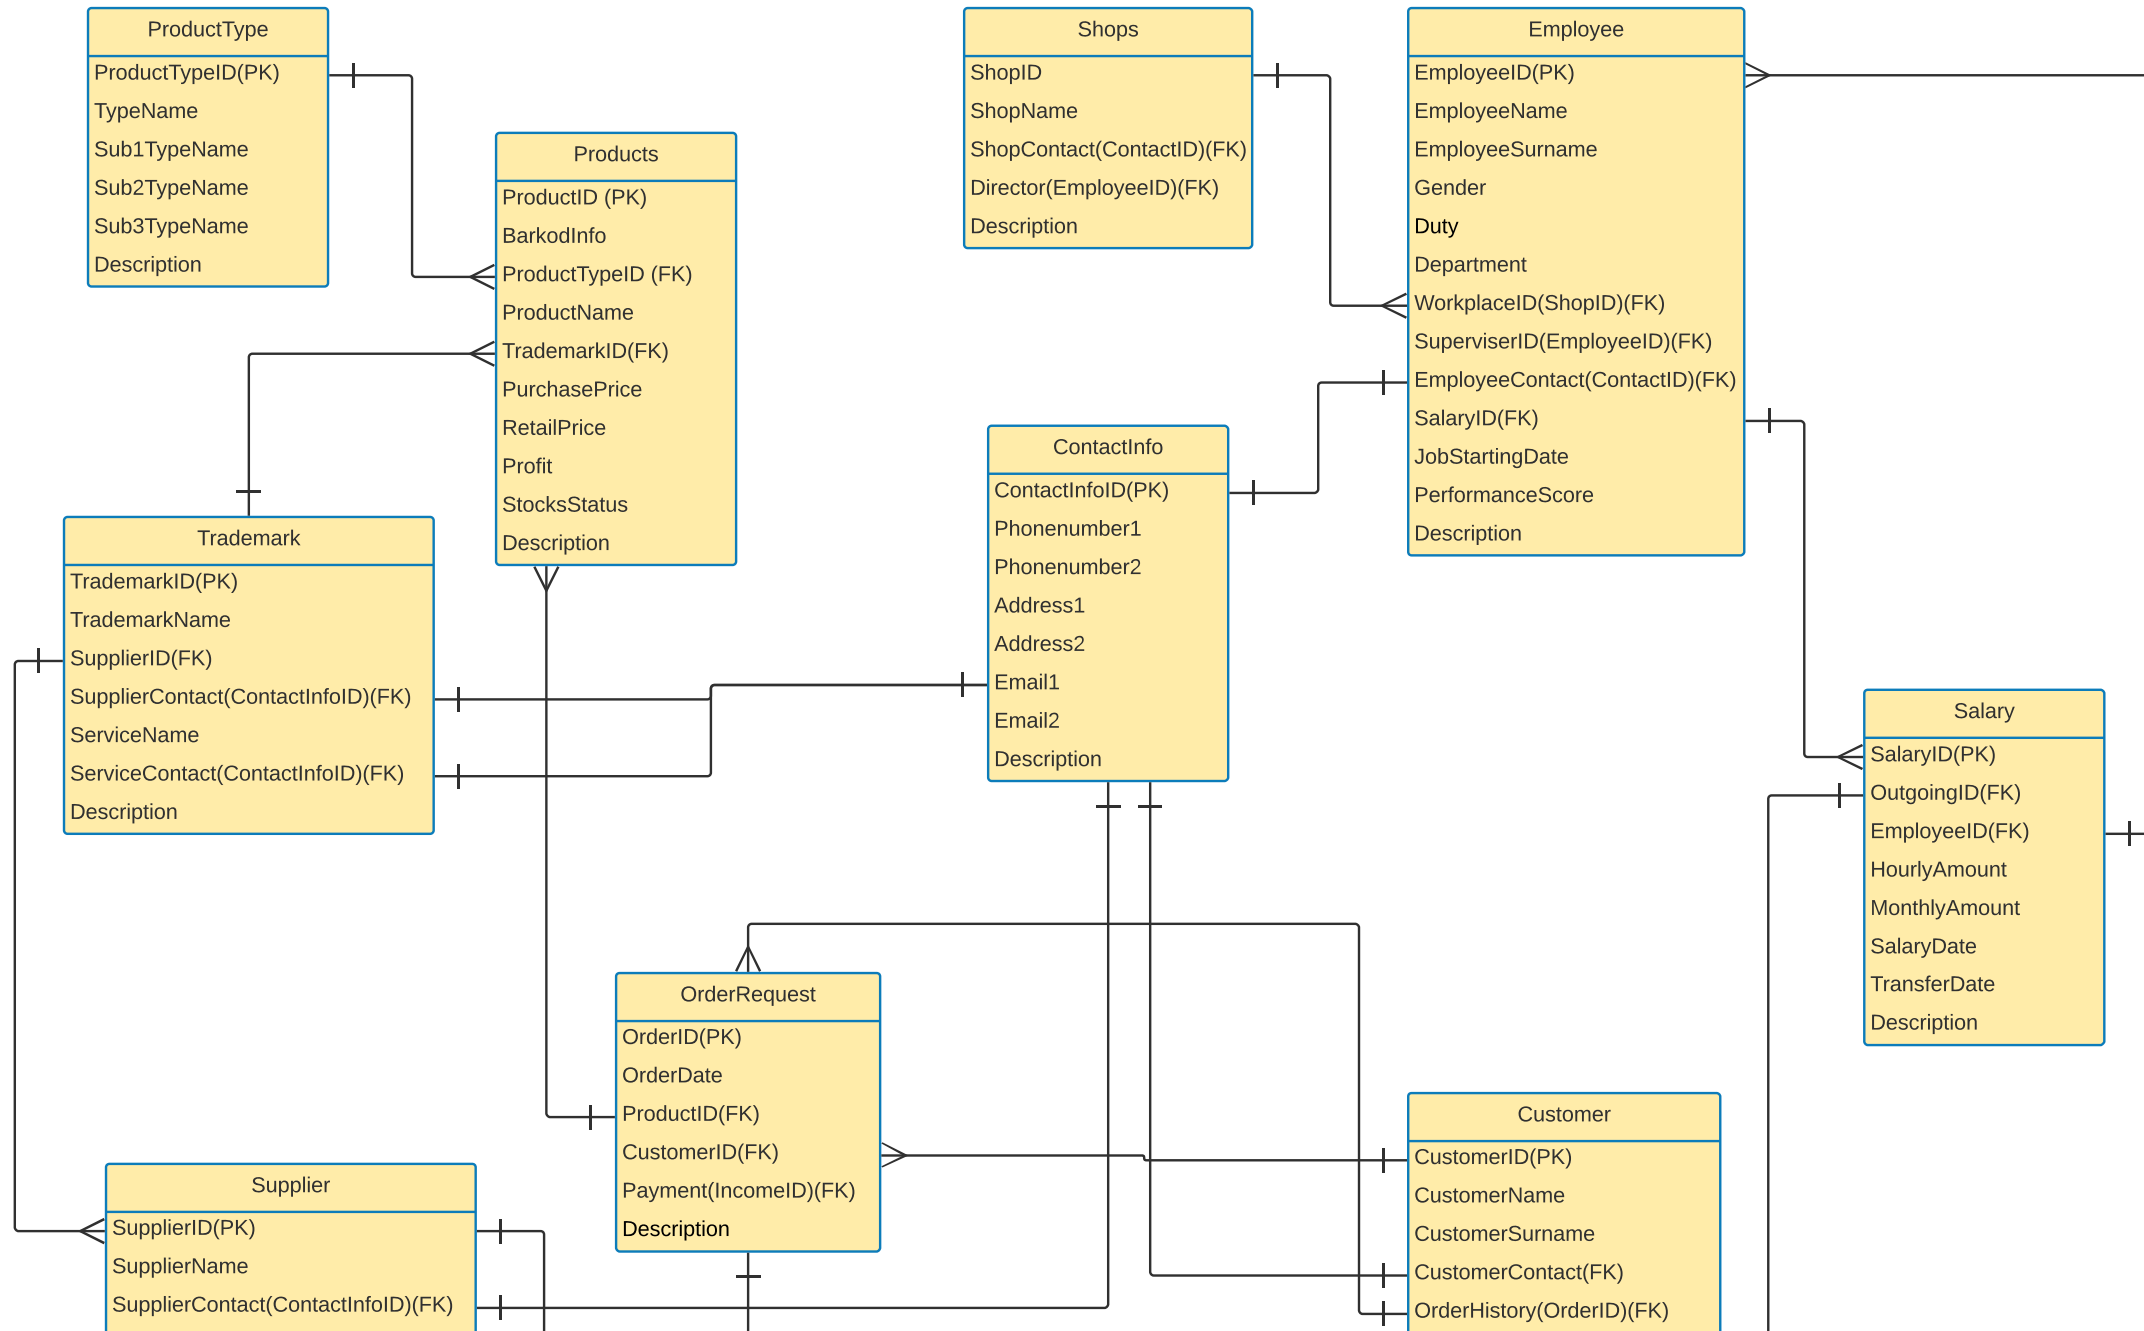 ProductType
ProductTypeID(PK)
TypeName
Sub1TypeName
Sub2TypeName
Sub3TypeName
Description
Products
ProductID (PK)
BarkodInfo
ProductTypeID (FK)
ProductName
TrademarkID(FK)
PurchasePrice
RetailPrice
Profit
StocksStatus
Description
Shops
ShopID
ShopName
ShopContact(ContactID)(FK)
Director(EmployeeID)(FK)
Description
Employee
EmployeeID(PK)
EmployeeName
EmployeeSurname
Gender
Duty
Department
WorkplaceID(ShopID)(FK)
SuperviserID(EmployeeID)(FK)
EmployeeContact(ContactID)(FK)
SalaryID(FK)
JobStartingDate
PerformanceScore
Description
ContactInfo
ContactInfoID(PK)
Phonenumber1
Phonenumber2
Address1
Address2
Email1
Email2
Description
Trademark
TrademarkID(PK)
TrademarkName
SupplierID(FK)
SupplierContact(ContactInfoID)(FK)
ServiceName
ServiceContact(ContactInfoID)(FK)
Description
Salary
SalaryID(PK)
OutgoingID(FK)
EmployeeID(FK)
HourlyAmount
MonthlyAmount
SalaryDate
TransferDate
Description
OrderRequest
OrderID(PK)
OrderDate
ProductID(FK)
CustomerID(FK)
Payment(IncomeID)(FK)
Description
Customer
CustomerID(PK)
CustomerName
CustomerSurname
CustomerContact(FK)
OrderHistory(OrderID)(FK)
Supplier
SupplierID(PK)
SupplierName
SupplierContact(ContactInfoID)(FK)